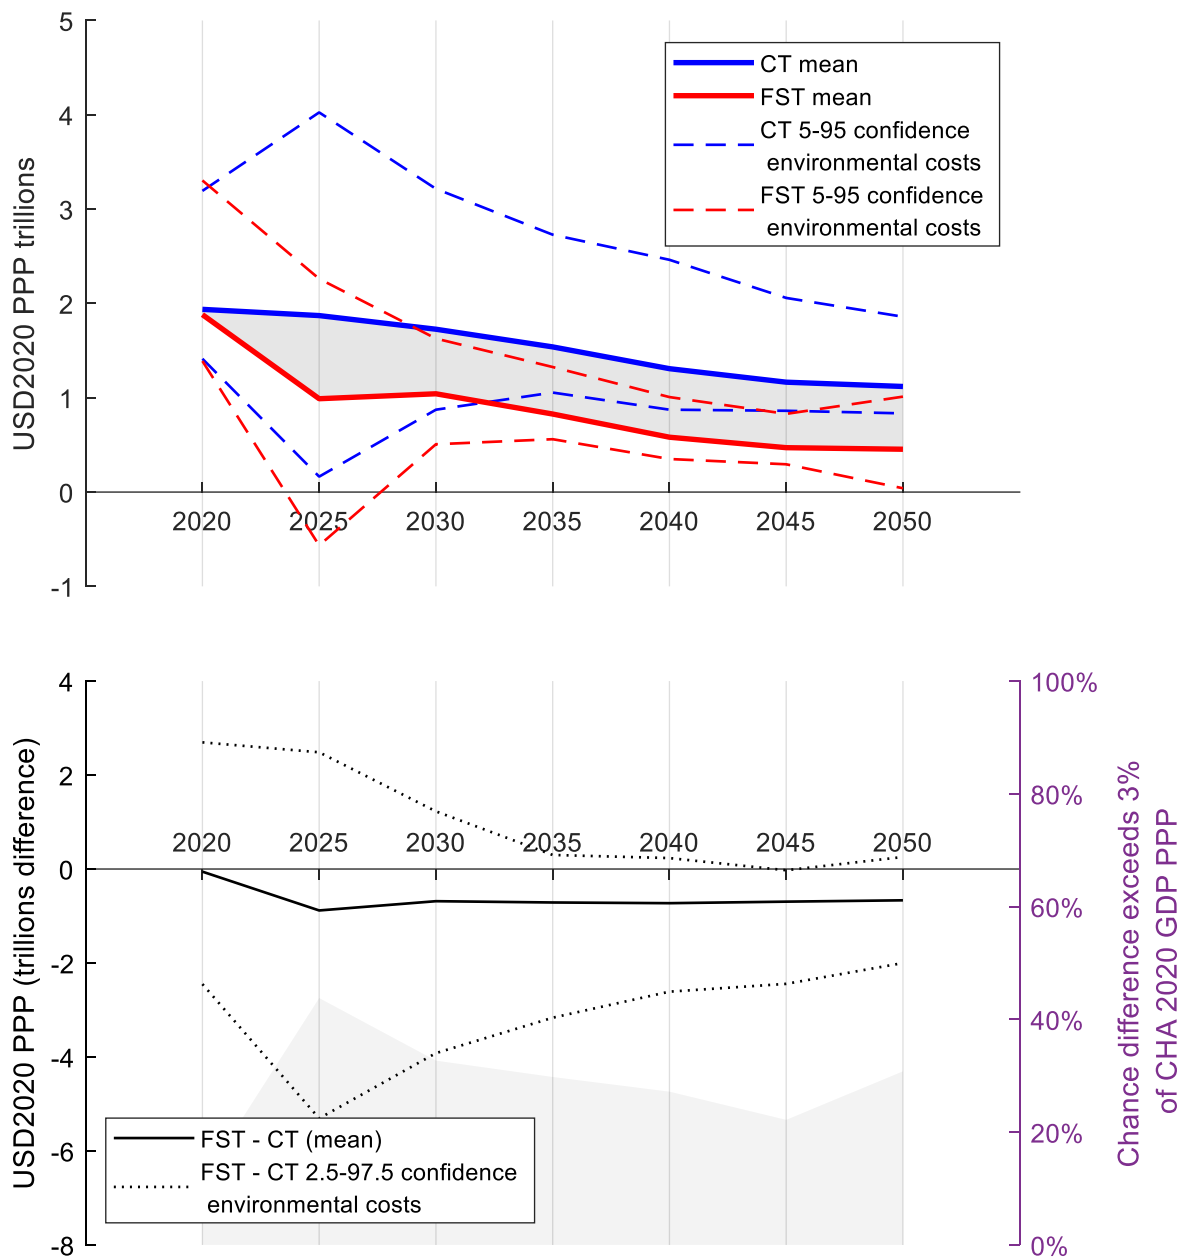 5
4
3
2
1
0
-1
USD2020 PPP trillions
CT mean
FST mean
CT 5-95 confidence
environmental costs
FST 5-95 confidence
environmental costs
2020 2025 2030 2035 2040 2045 2050
4
2
0
-2
-4
-6
-8
USD2020 PPP (trillions difference)
2020 2025 2030 2035 2040 2045 2050
100%
80%
60%
40%
20%
0%
Chance difference exceeds 3%
of CHA 2020 GDP PPP
FST - CT (mean)
FST - CT 2.5-97.5 confidence
environmental costs